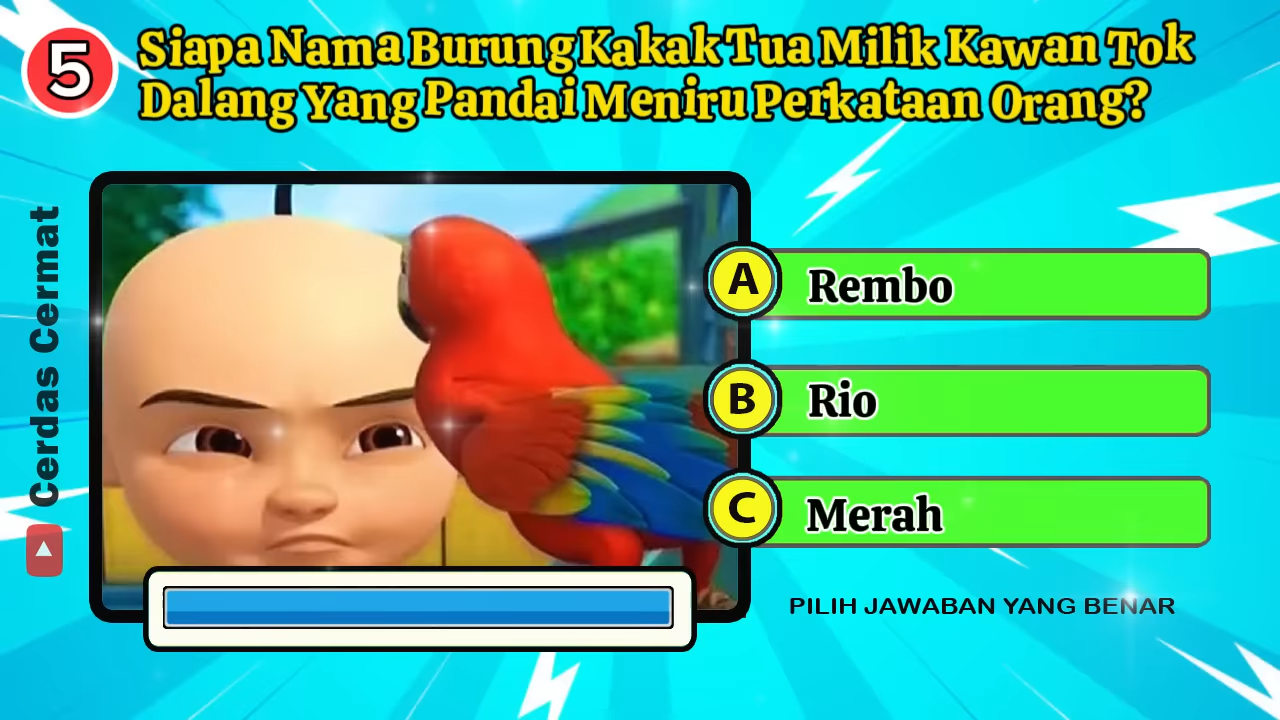 5
Siapa Nama Burung Kakak Tua Milik Kawan Tok
Dalang Yang Pandai Meniru Perkataan Orang?
Cerdas Cermat
A Rembo
B Rio
C Merah
PILIH JAWABAN YANG BENAR